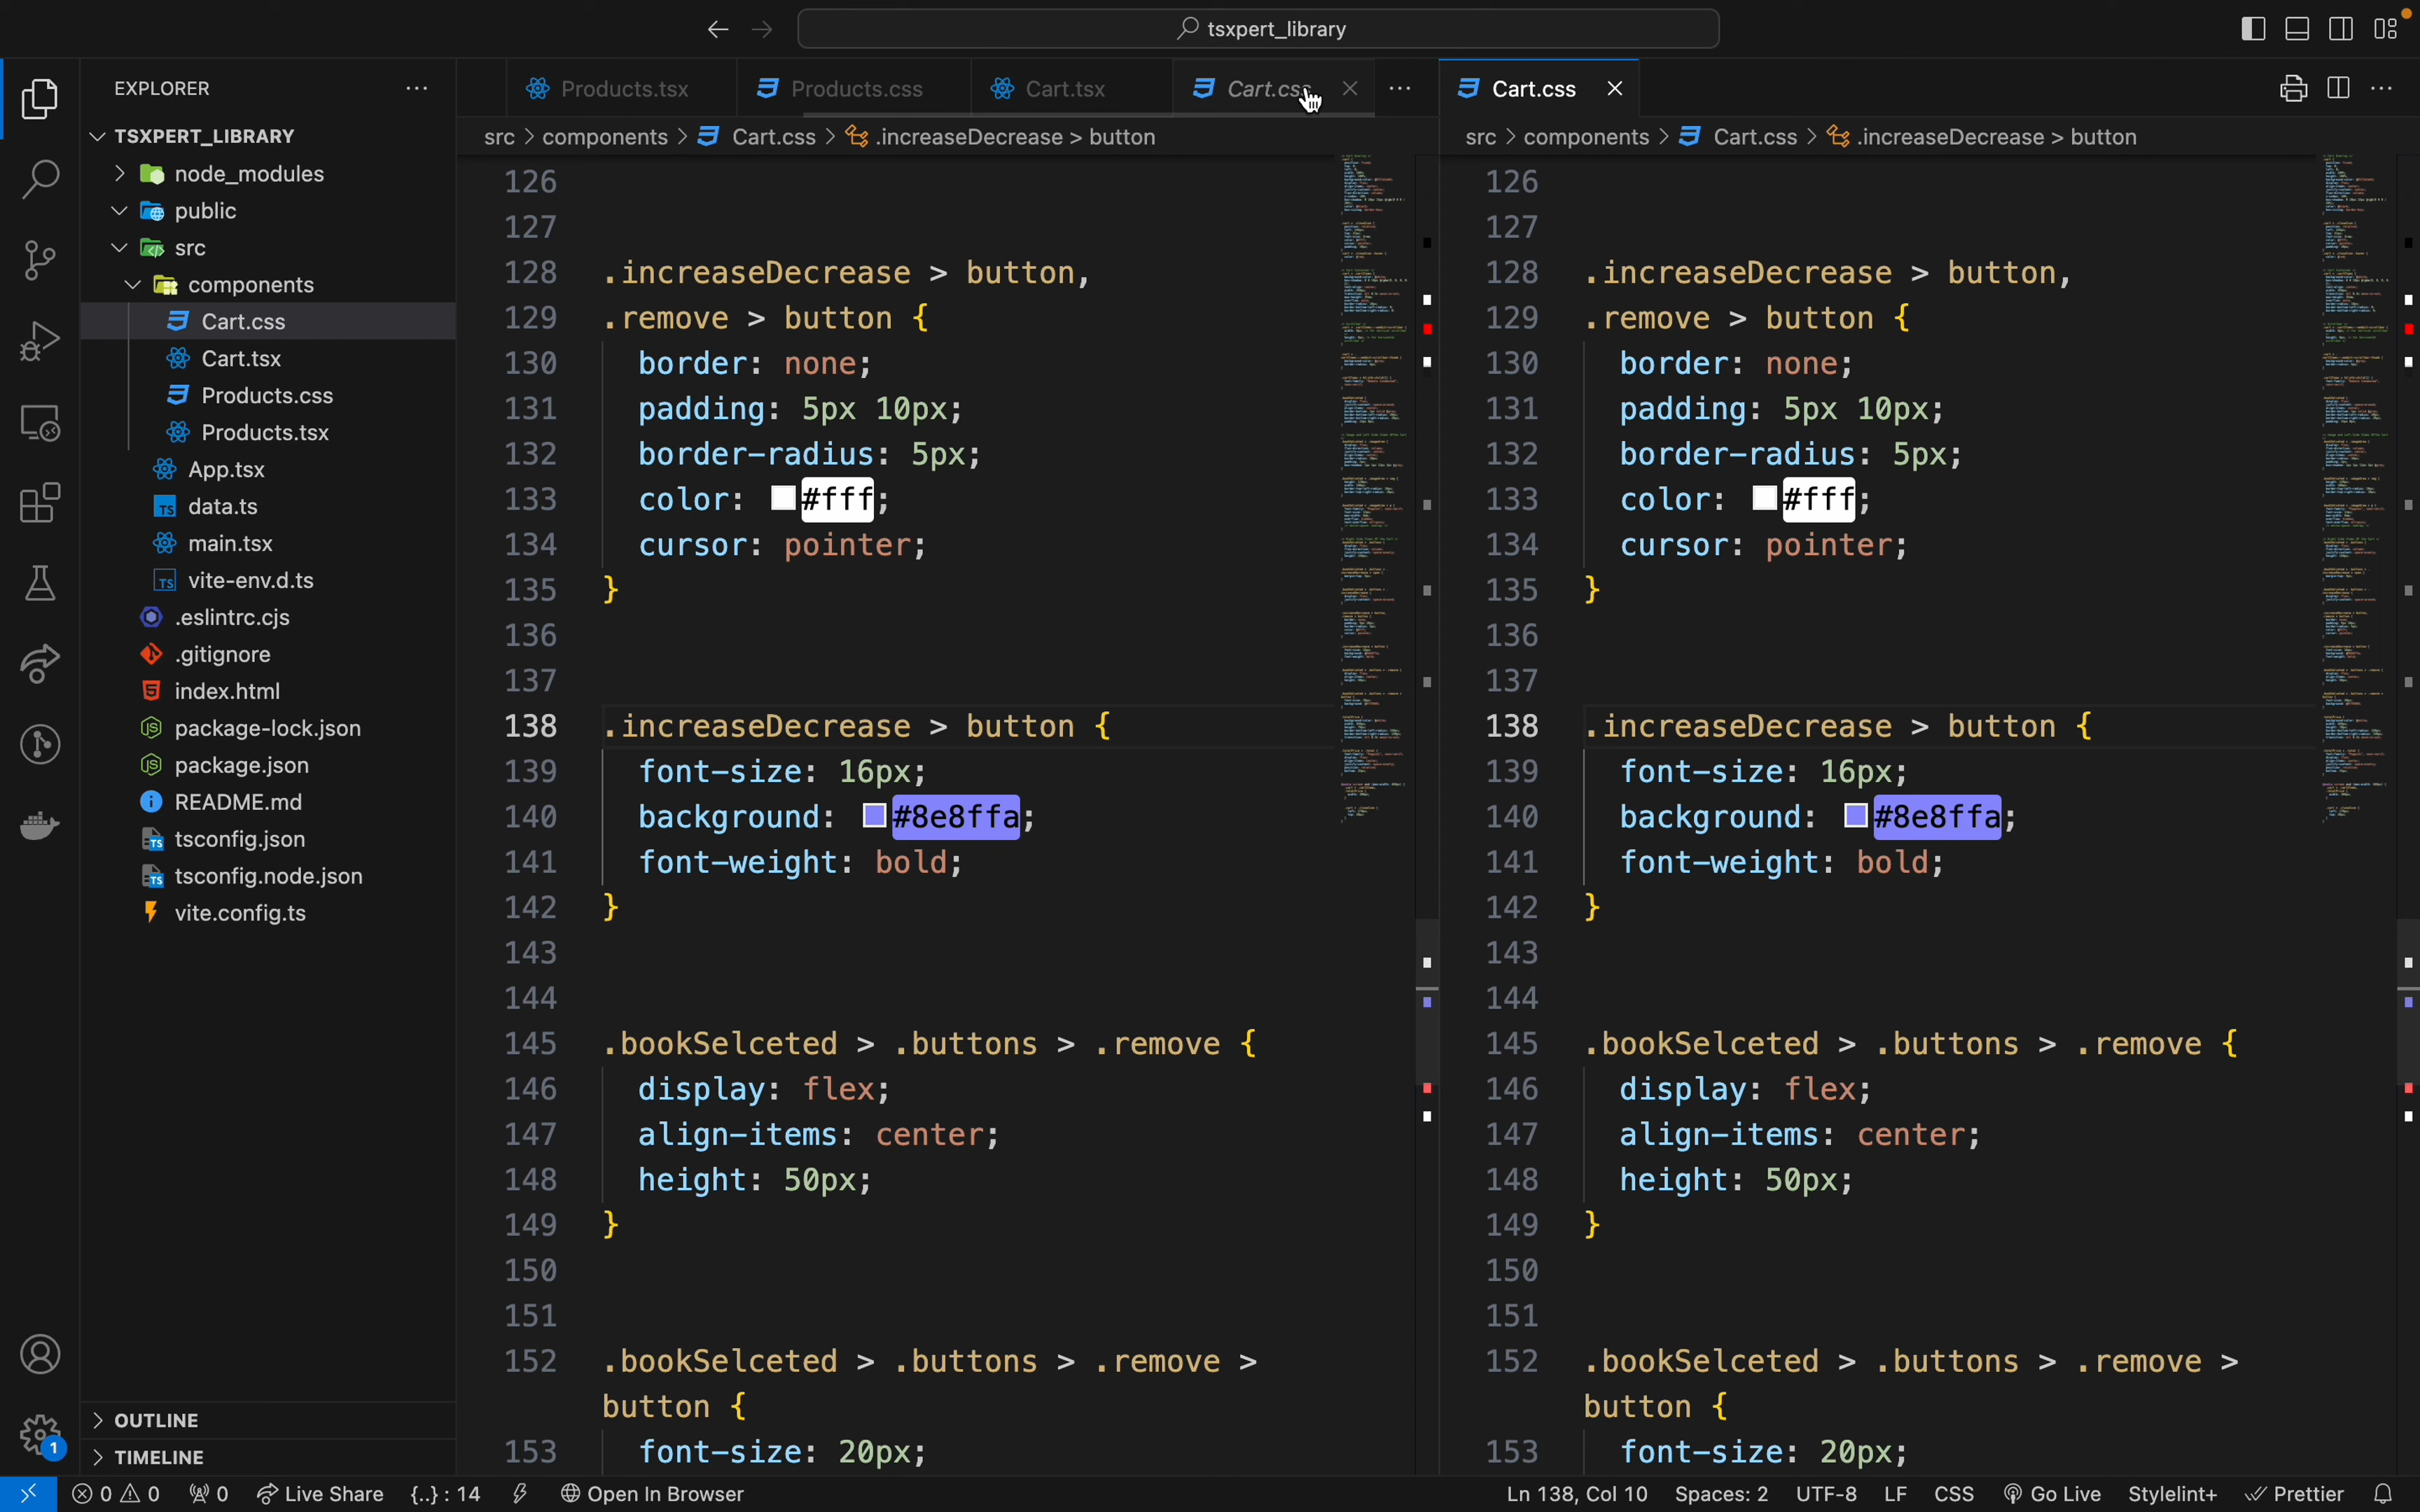 tsxpert_library
EXPLORER
TSXPERT_LIBRARY
node_modules
public
src
components
Cart.css
Cart.tsx
Products.css
Products.tsx
App.tsx
data.ts
main.tsx
vite-env.d.ts
.eslintrc.cjs
.gitignore
index.html
package-lock.json
package.json
README.md
tsconfig.json
tsconfig.node.json
vite.config.ts
OUTLINE
TIMELINE
1
Products.tsx Products.css Cart.tsx Cart.css
src > components > Cart.css > .increaseDecrease > button
126
127
128 .increaseDecrease > button,
129 .remove > button {
130 border: none;
131 padding: 5px 10px;
132 border-radius: 5px;
133 color: #fff;
134 cursor: pointer;
135 }
136
137
138 .increaseDecrease > button {
139 font-size: 16px;
140 background: #8e8ffa;
141 font-weight: bold;
142 }
143
144
145 .bookSelceted > .buttons > .remove {
146 display: flex;
147 align-items: center;
148 height: 50px;
149 }
150
151
152 .bookSelceted > .buttons > .remove >
button {
153 font-size: 20px;
Cart.css
src > components > Cart.css > .increaseDecrease > button
126
127
128 .increaseDecrease > button,
129 .remove > button {
130 border: none;
131 padding: 5px 10px;
132 border-radius: 5px;
133 color: #fff;
134 cursor: pointer;
135 }
136
137
138 .increaseDecrease > button {
139 font-size: 16px;
140 background: #8e8ffa;
141 font-weight: bold;
142 }
143
144
145 .bookSelceted > .buttons > .remove {
146 display: flex;
147 align-items: center;
148 height: 50px;
149 }
150
151
152 .bookSelceted > .buttons > .remove >
button {
153 font-size: 20px;
0 0 0 Live Share {..} : 14 Open In Browser Ln 138, Col 10 Spaces: 2 UTF-8 LF CSS Go Live Stylelint+ Prettier